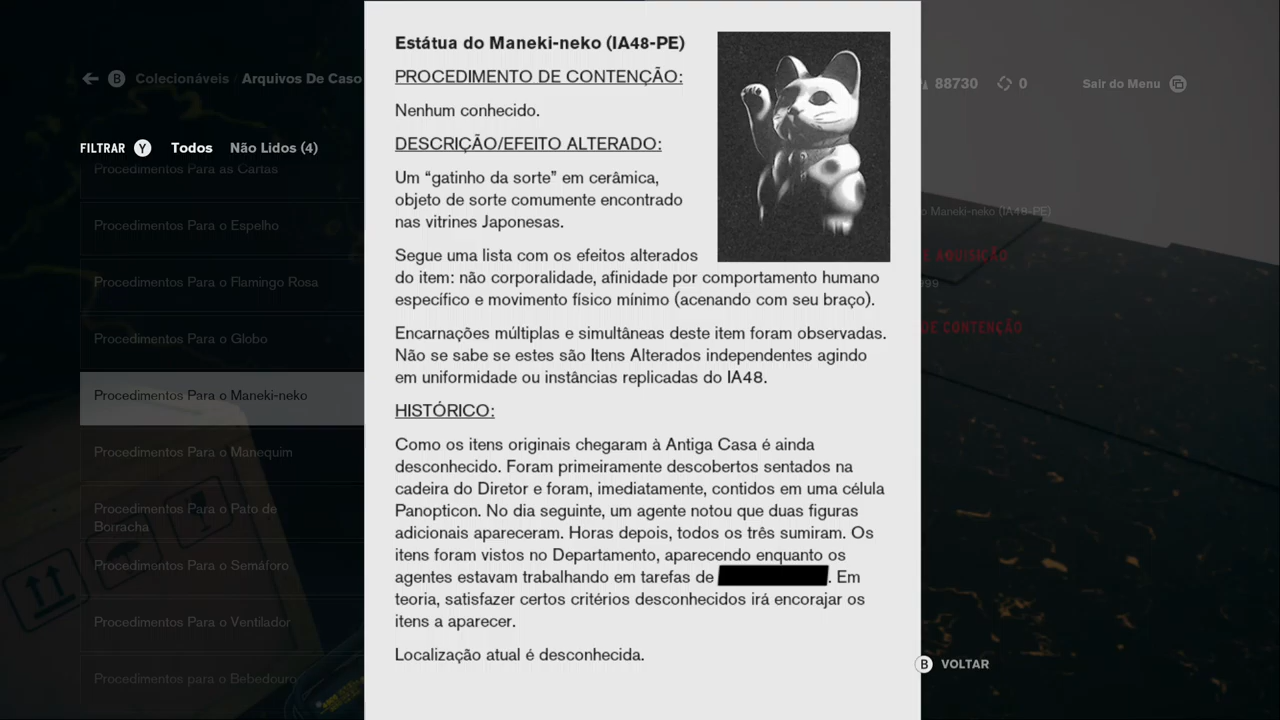 Estátua do Maneki-neko (IA48-PE)
PROCEDIMENTO DE CONTENÇÃO:
Nenhum conhecido.
DESCRIÇÃO/EFEITO ALTERADO:
Um “gatinho da sorte” em cerâmica,
objeto de sorte comumente encontrado
nas vitrines Japonesas.
Segue uma lista com os efeitos alterados
do item: não corporalidade, afinidade por comportamento humano
específico e movimento físico mínimo (acenando com seu braço).
Encarnações múltiplas e simultâneas deste item foram observadas.
Não se sabe se estes são Itens Alterados independentes agindo
em uniformidade ou instâncias replicadas do IA48.
HISTÓRICO:
Como os itens originais chegaram à Antiga Casa é ainda
desconhecido. Foram primeiramente descobertos sentados na
cadeira do Diretor e foram, imediatamente, contidos em uma célula
Panopticon. No dia seguinte, um agente notou que duas figuras
adicionais apareceram. Horas depois, todos os três sumiram. Os
itens foram vistos no Departamento, aparecendo enquanto os
agentes estavam trabalhando em tarefas de . Em
teoria, satisfazer certos critérios desconhecidos irá encorajar os
itens a aparecer.
Localização atual é desconhecida.
B Colecionáveis / Arquivos De Caso
FILTRAR Y Todos Não Lidos (4)
Procedimentos Para as Cartas
Procedimentos Para o Espelho
Procedimentos Para o Flamingo Rosa
Procedimentos Para o Globo
Procedimentos Para o Maneki-neko
Procedimentos Para o Manequim
Procedimentos Para o Pato de
Borracha
Procedimentos Para o Semáforo
Procedimentos Para o Ventilador
Procedimentos para o Bebedouro
88730 0 Sair do Menu
o Maneki-neko (IA48-PE)
E AQUISIÇÃO
99
DE CONTENÇÃO
B VOLTAR